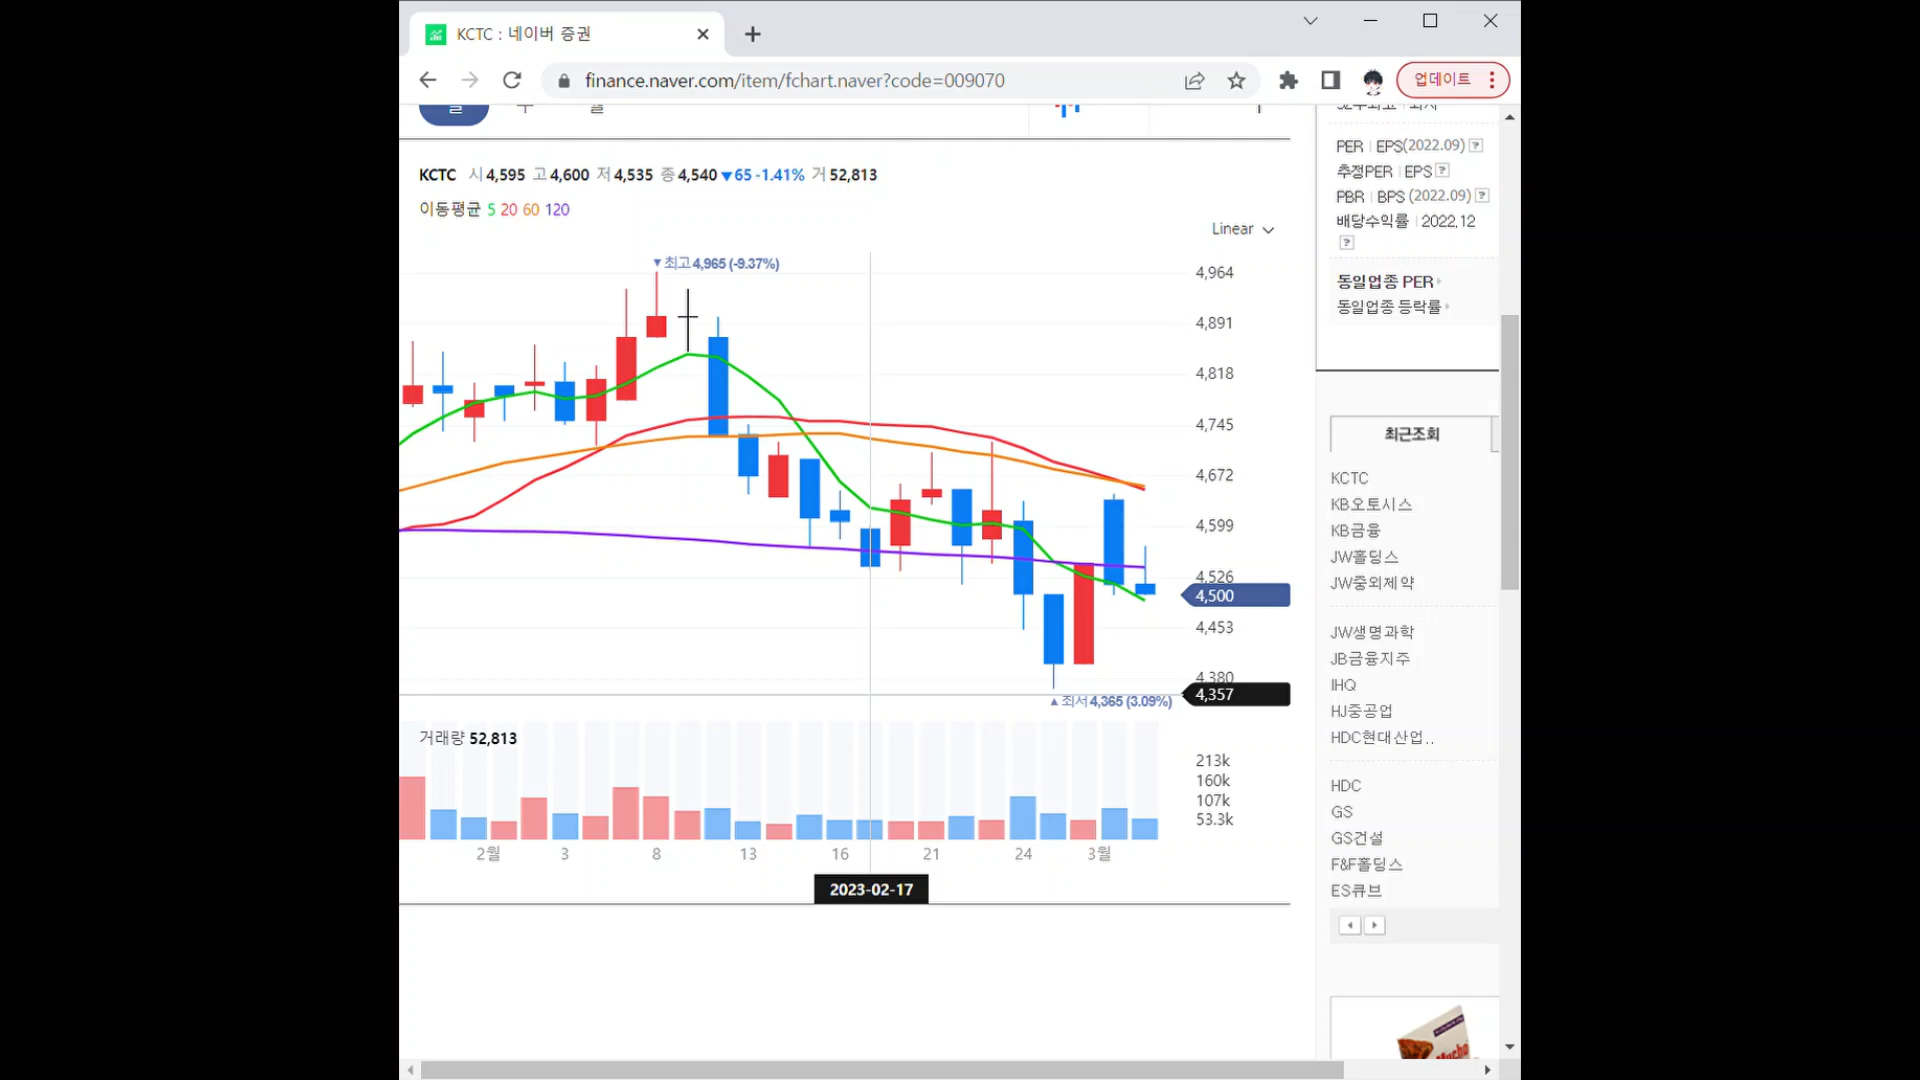 KCTC : 네이버 증권
finance.naver.com/item/fchart.naver?code=009070
업데이트
KCTC 시 4,595 고 4,600 저 4,535 종 4,540 ▼65 -1.41% 거 52,813
이동평균 5 20 60 120
Linear
▼최고 4,965 (-9.37%)
4,964
4,891
4,818
4,745
4,672
4,599
4,526
4,500
4,453
4,380
4,357
▲최저 4,365 (3.09%)
거래량 52,813
213k
160k
107k
53.3k
2월 3 8 13 16 21 24 3월
2023-02-17
PER | EPS(2022.09) ?
추정PER | EPS ?
PBR | BPS (2022.09) ?
배당수익률 | 2022.12
?
동일업종 PER
동일업종 등락률
최근조회
KCTC
KB오토시스
KB금융
JW홀딩스
JW중외제약
JW생명과학
JB금융지주
IHQ
HJ중공업
HDC현대산업..
HDC
GS
GS건설
F&F홀딩스
ES큐브